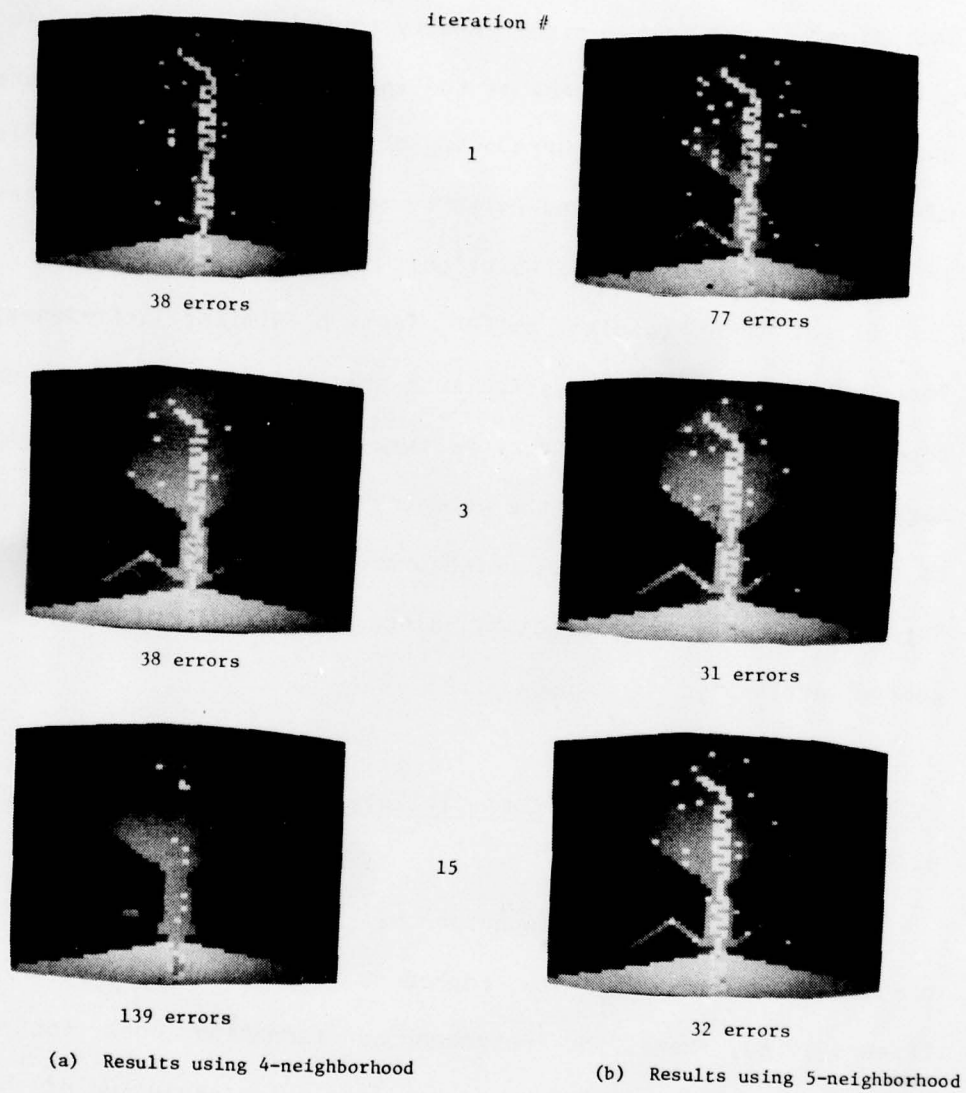 iteration #
1
38 errors
77 errors
3
38 errors
31 errors
15
139 errors
32 errors
(a) Results using 4-neighborhood
(b) Results using 5-neighborhood